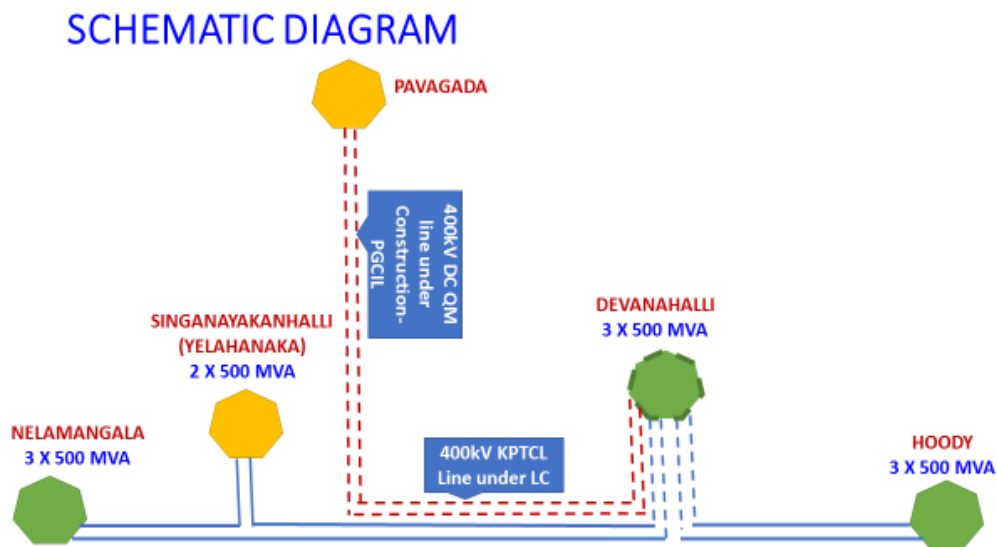 SCHEMATIC DIAGRAM
PAVAGADA
400kV DC QM
line under
Construction-
PGCIL
DEVANAHALLI
3 X 500 MVA
SINGANAYAKANHALLI
(YELAHANAKA)
2 X 500 MVA
NELAMANGALA
3 X 500 MVA
400kV KPTCL
Line under LC
HOODY
3 X 500 MVA